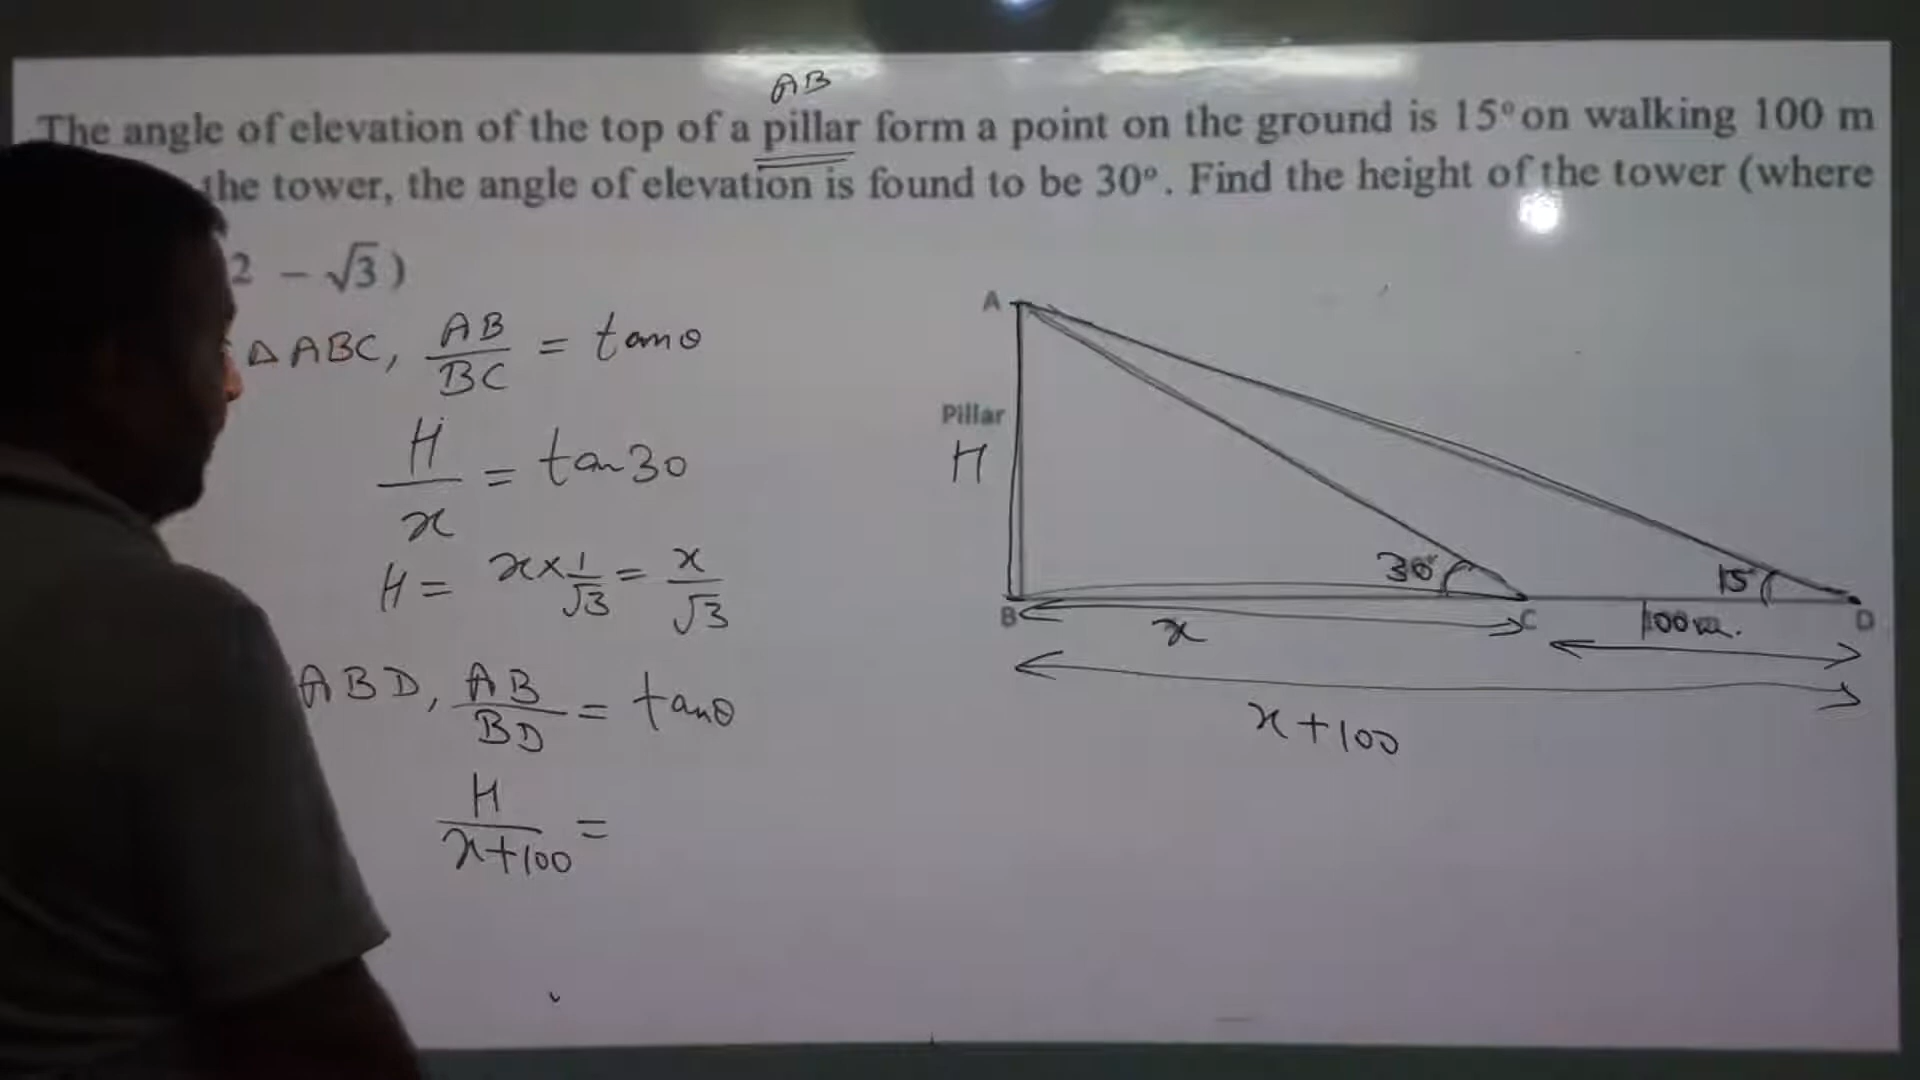 AB
The angle of elevation of the top of a pillar form a point on the ground is 15° on walking 100 m
the tower, the angle of elevation is found to be 30°. Find the height of the tower (where
2 - √3)
△ ABC, AB/BC = tanθ
H/x = tan30
H = x×1/√3 = x/√3
ABD, AB/BD = tanθ
H/x+100 =
A
Pillar
H
30°
15
B
x
C
100m.
D
x+100